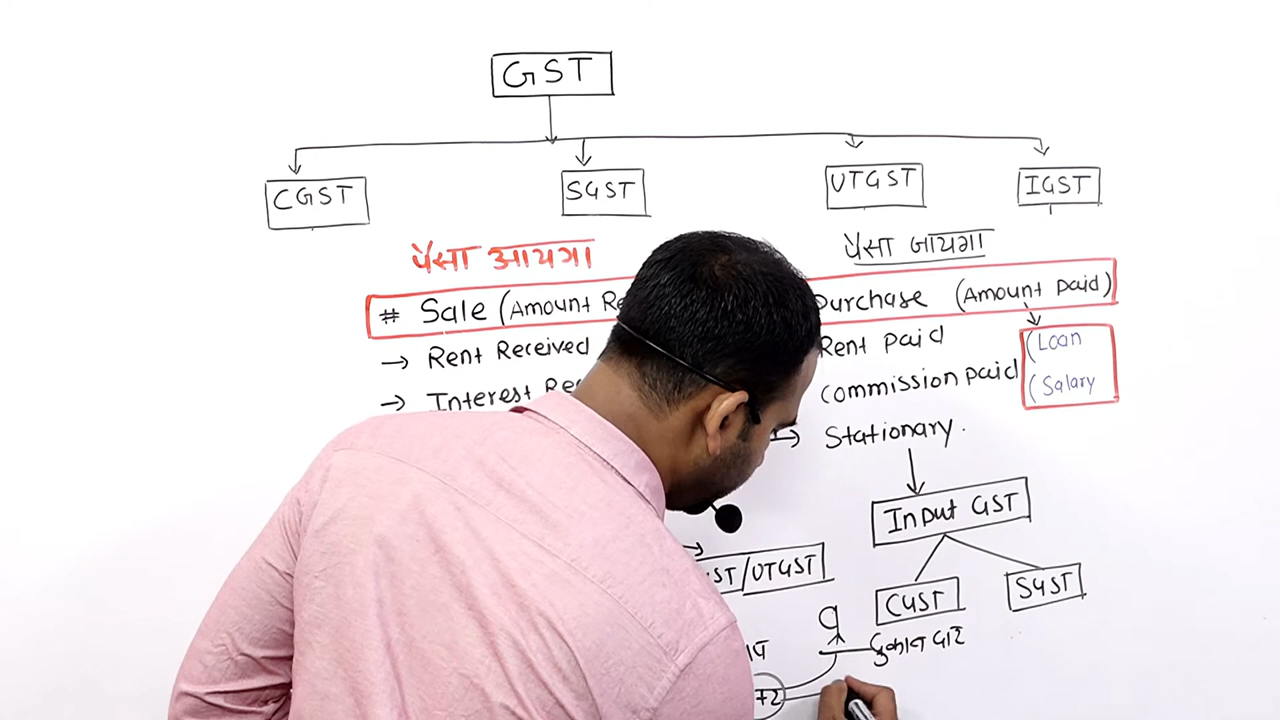 GST
CGST SGST UTGST IGST
पैसा आयगा पैसा जायगा
# Sale (Amount Re Purchase (Amount paid)
→ Rent Received Rent paid (Loan
→ Interest Re commission paid (Salary
→ Stationary.
Input GST
ST/UTGST CGST SGST
दुकानदार